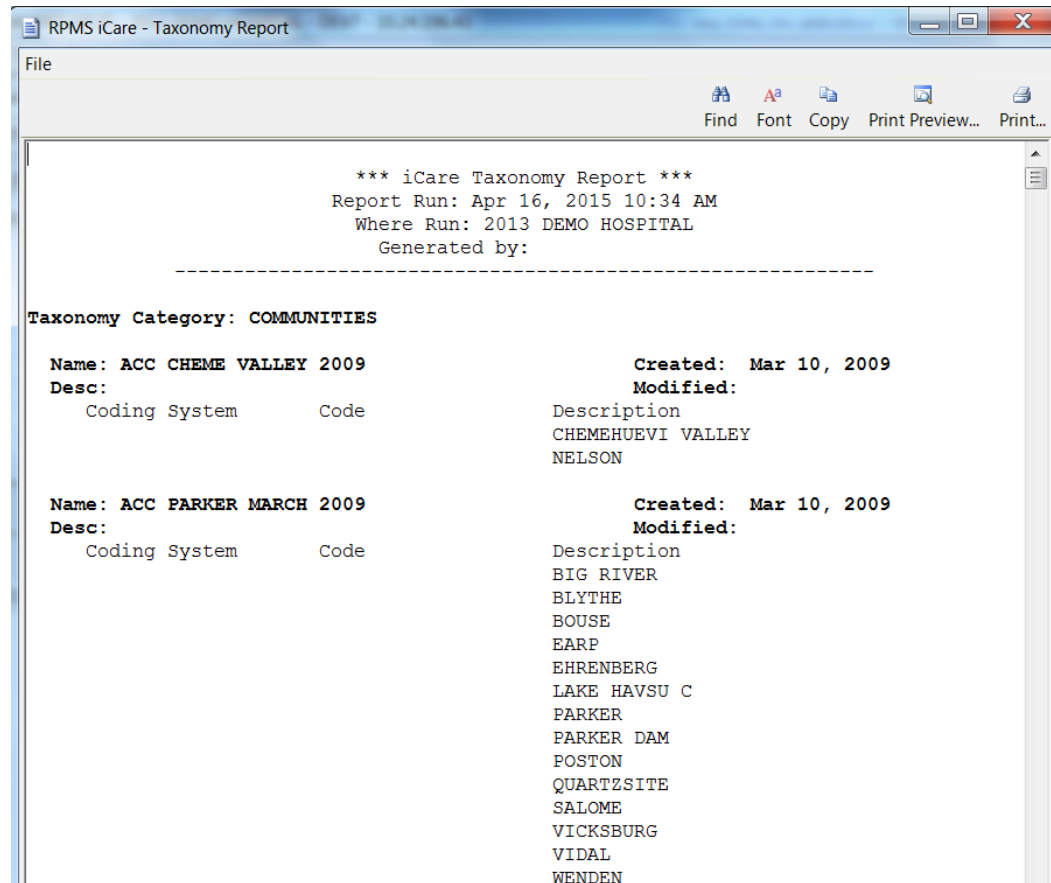 RPMS iCare - Taxonomy Report
File
Find Font Copy Print Preview... Print...
*** iCare Taxonomy Report ***
Report Run: Apr 16, 2015 10:34 AM
Where Run: 2013 DEMO HOSPITAL
Generated by:
------------------------------------------------------------
Taxonomy Category: COMMUNITIES
Name: ACC CHEME VALLEY 2009 Created: Mar 10, 2009
Desc: Modified:
Coding System Code Description
CHEMEHUEVI VALLEY
NELSON
Name: ACC PARKER MARCH 2009 Created: Mar 10, 2009
Desc: Modified:
Coding System Code Description
BIG RIVER
BLYTHE
BOUSE
EARP
EHRENBERG
LAKE HAVSU C
PARKER
PARKER DAM
POSTON
QUARTZSITE
SALOME
VICKSBURG
VIDAL
WENDEN